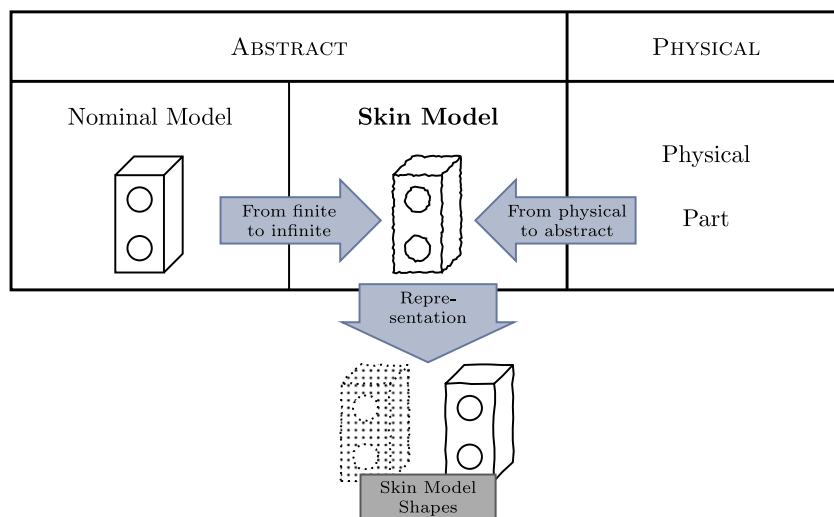 ABSTRACT
PHYSICAL
Nominal Model
Skin Model
Physical
Part
From finite
to infinite
From physical
to abstract
Repre-
sentation
Skin Model
Shapes